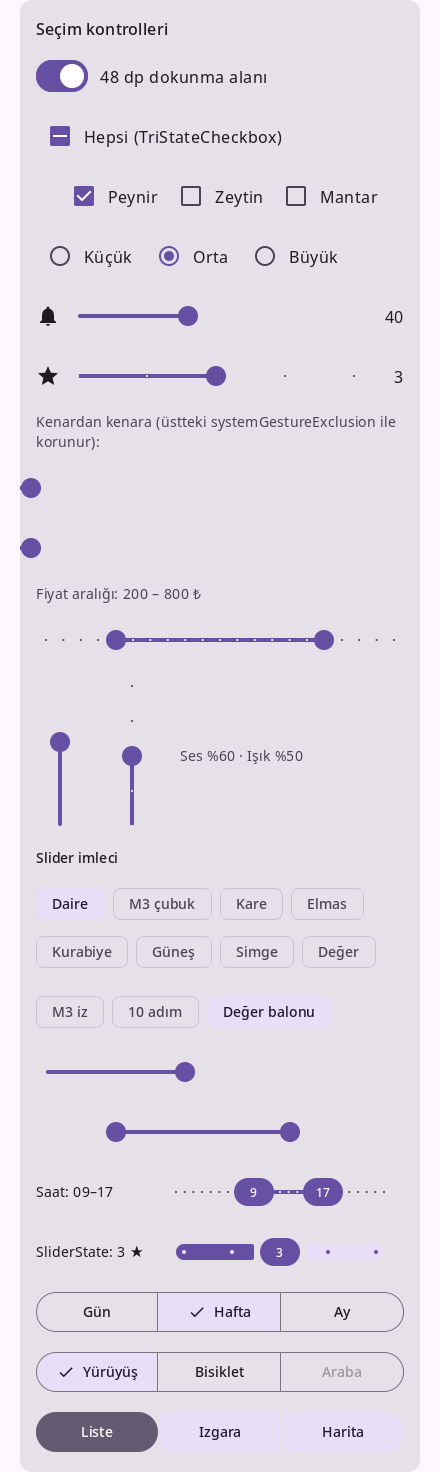 Seçim kontrolleri
48 dp dokunma alanı
Hepsi (TriStateCheckbox)
Peynir Zeytin Mantar
Küçük Orta Büyük
40
3
Kenardan kenara (üstteki systemGestureExclusion ile
korunur):
Fiyat aralığı: 200 – 800 ₺
Ses %60 · Işık %50
Slider imleci
Daire M3 çubuk Kare Elmas
Kurabiye Güneş Simge Değer
M3 iz 10 adım Değer balonu
Saat: 09–17 9 17
SliderState: 3 ★ 3
Gün Hafta Ay
Yürüyüş Bisiklet Araba
Liste Izgara Harita